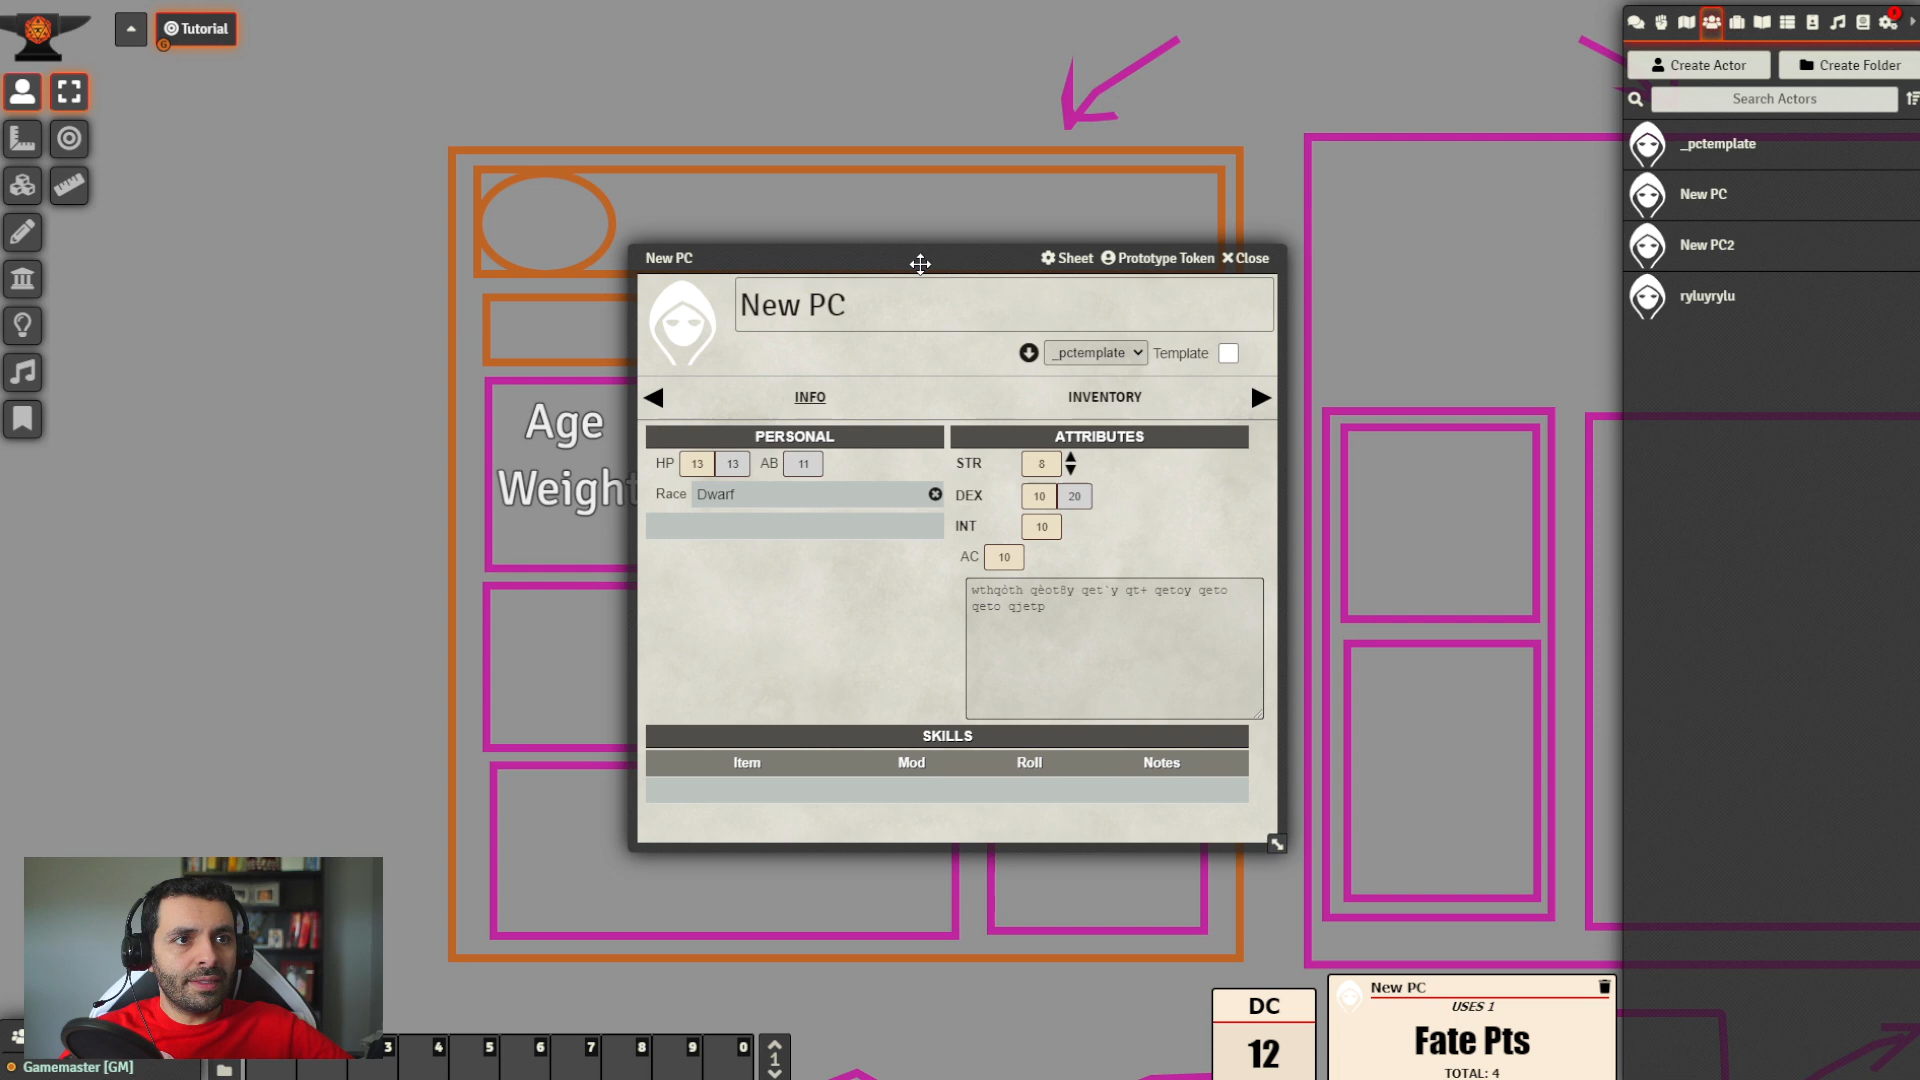 Tutorial
G
Create Actor
Create Folder
Search Actors
_pctemplate
New PC
New PC2
ryluyrylu
Age
Weight
New PC
Sheet
Prototype Token
Close
New PC
_pctemplate
Template
INFO
INVENTORY
PERSONAL
ATTRIBUTES
HP 13 13 AB 11
Race Dwarf
STR 8
DEX 10 20
INT 10
AC 10
wthqòth qèot8y qet`y qt+ qetoy qeto
qeto qjetp
SKILLS
Item Mod Roll Notes
DC
12
New PC
USES 1
Fate Pts
TOTAL: 4
3 4 5 6 7 8 9 0
1
Gamemaster [GM]